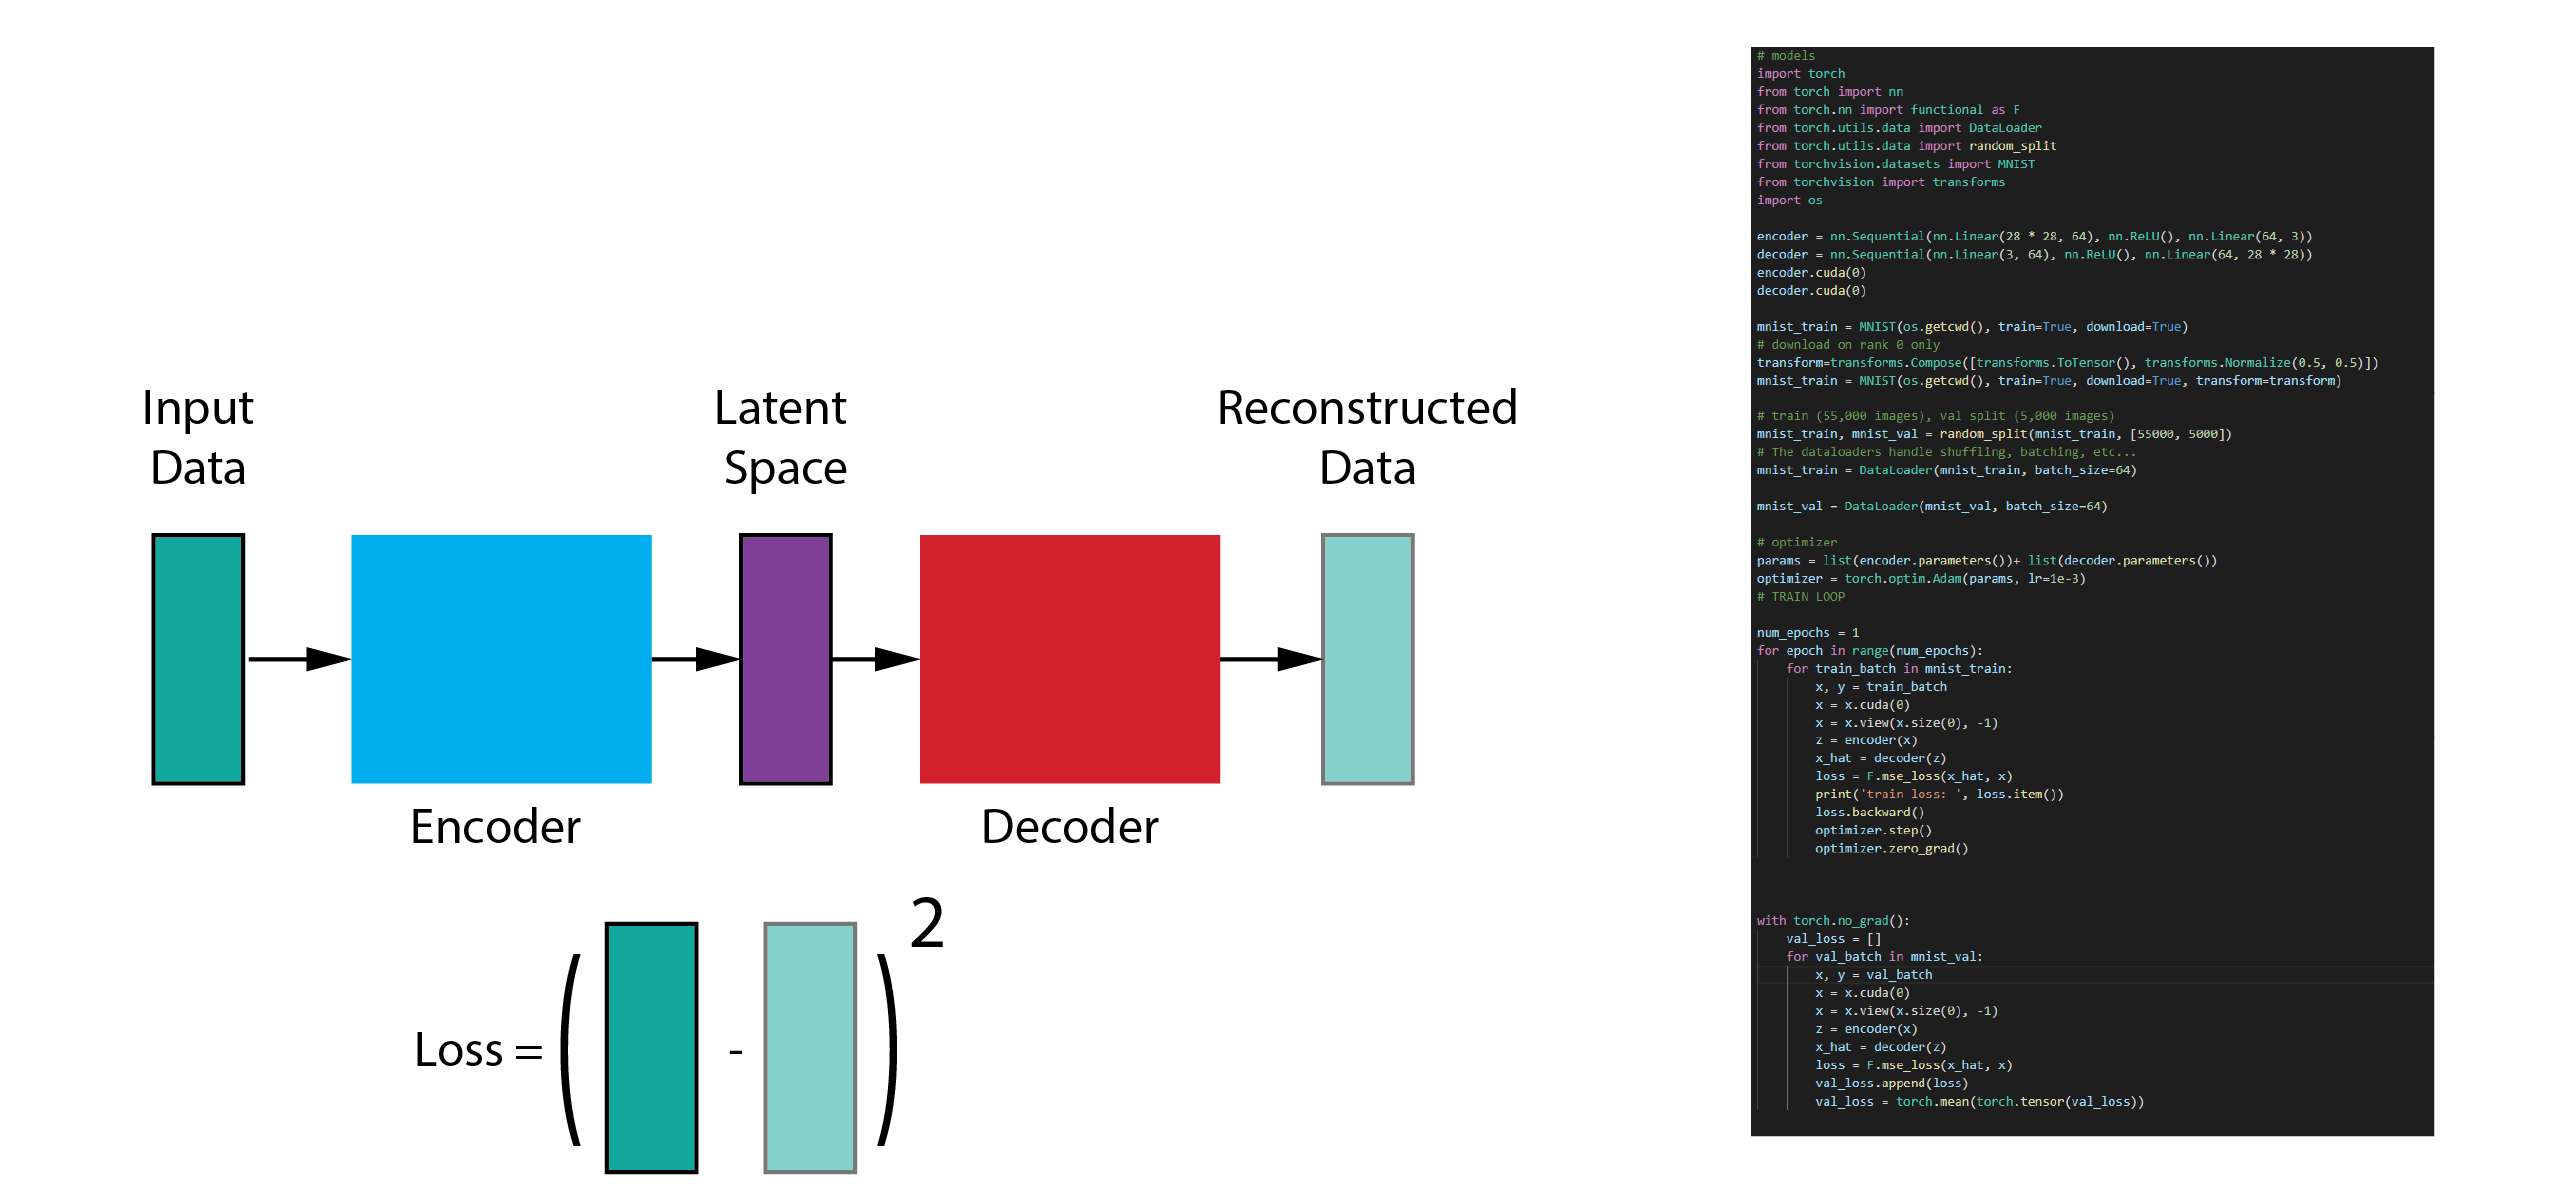 Input
Data
Latent
Space
Reconstructed
Data
Encoder
Decoder
Loss = ( - )2
# models
import torch
from torch import nn
from torch.nn import functional as F
from torch.utils.data import DataLoader
from torch.utils.data import random_split
from torchvision.datasets import MNIST
from torchvision import transforms
import os
encoder = nn.Sequential(nn.Linear(28 * 28, 64), nn.ReLU(), nn.Linear(64, 3))
decoder = nn.Sequential(nn.Linear(3, 64), nn.ReLU(), nn.Linear(64, 28 * 28))
encoder.cuda(0)
decoder.cuda(0)
mnist_train = MNIST(os.getcwd(), train=True, download=True)
# download on rank 0 only
transform=transforms.Compose([transforms.ToTensor(), transforms.Normalize(0.5, 0.5)])
mnist_train = MNIST(os.getcwd(), train=True, download=True, transform=transform)
# train (55,000 images), val split (5,000 images)
mnist_train, mnist_val = random_split(mnist_train, [55000, 5000])
# The dataloaders handle shuffling, batching, etc...
mnist_train = DataLoader(mnist_train, batch_size=64)
mnist_val = DataLoader(mnist_val, batch_size=64)
# optimizer
params = list(encoder.parameters())+ list(decoder.parameters())
optimizer = torch.optim.Adam(params, lr=1e-3)
# TRAIN LOOP
num_epochs = 1
for epoch in range(num_epochs):
    for train_batch in mnist_train:
        x, y = train_batch
        x = x.cuda(0)
        x = x.view(x.size(0), -1)
        z = encoder(x)
        x_hat = decoder(z)
        loss = F.mse_loss(x_hat, x)
        print('train loss: ', loss.item())
        loss.backward()
        optimizer.step()
        optimizer.zero_grad()
with torch.no_grad():
    val_loss = []
    for val_batch in mnist_val:
        x, y = val_batch
        x = x.cuda(0)
        x = x.view(x.size(0), -1)
        z = encoder(x)
        x_hat = decoder(z)
        loss = F.mse_loss(x_hat, x)
        val_loss.append(loss)
        val_loss = torch.mean(torch.tensor(val_loss))